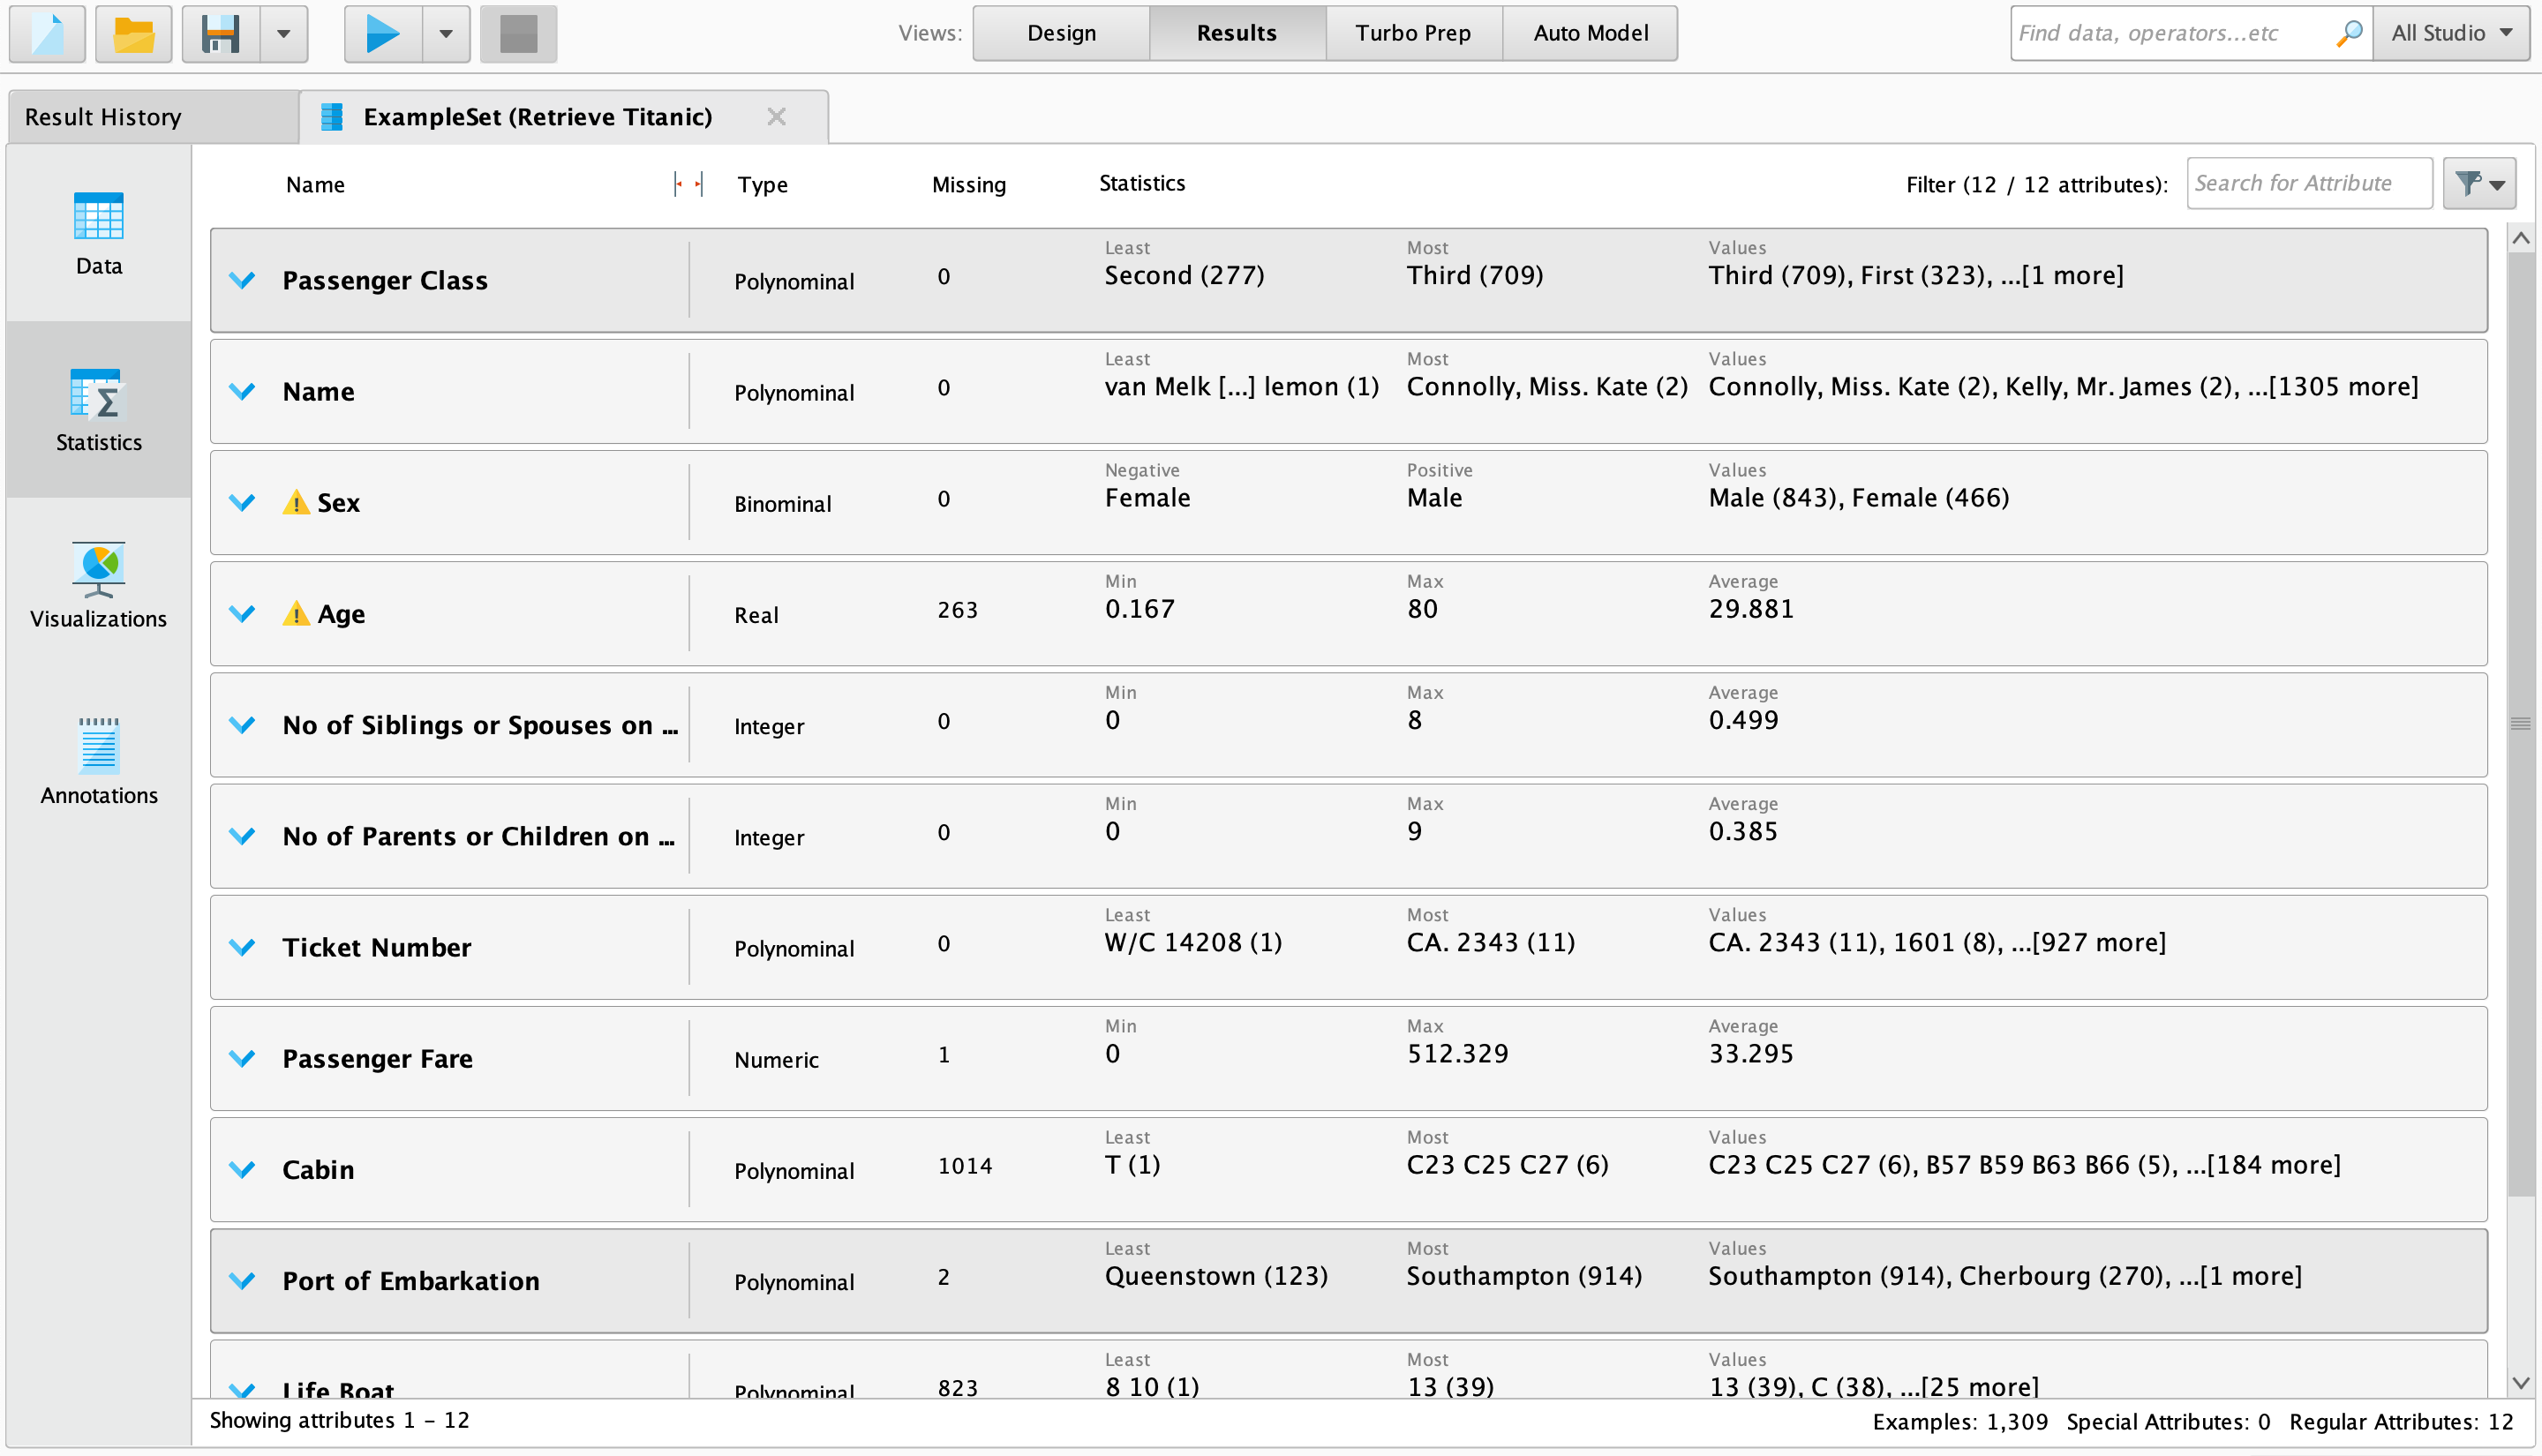 Views: Design Results Turbo Prep Auto Model Find data, operators...etc All Studio
Result History ExampleSet (Retrieve Titanic)
Data
Statistics
Visualizations
Annotations
Name Type Missing Statistics Filter (12 / 12 attributes): Search for Attribute
Least Most Values
Passenger Class Polynominal 0 Second (277) Third (709) Third (709), First (323), ...[1 more]
Least Most Values
Name Polynominal 0 van Melk [...] lemon (1) Connolly, Miss. Kate (2) Connolly, Miss. Kate (2), Kelly, Mr. James (2), ...[1305 more]
Negative Positive Values
Sex Binominal 0 Female Male Male (843), Female (466)
Min Max Average
Age Real 263 0.167 80 29.881
Min Max Average
No of Siblings or Spouses on ... Integer 0 0 8 0.499
Min Max Average
No of Parents or Children on ... Integer 0 0 9 0.385
Least Most Values
Ticket Number Polynominal 0 W/C 14208 (1) CA. 2343 (11) CA. 2343 (11), 1601 (8), ...[927 more]
Min Max Average
Passenger Fare Numeric 1 0 512.329 33.295
Least Most Values
Cabin Polynominal 1014 T (1) C23 C25 C27 (6) C23 C25 C27 (6), B57 B59 B63 B66 (5), ...[184 more]
Least Most Values
Port of Embarkation Polynominal 2 Queenstown (123) Southampton (914) Southampton (914), Cherbourg (270), ...[1 more]
Least Most Values
Life Boat Polynominal 823 8 10 (1) 13 (39) 13 (39), C (38), ...[25 more]
Showing attributes 1 - 12 Examples: 1,309 Special Attributes: 0 Regular Attributes: 12